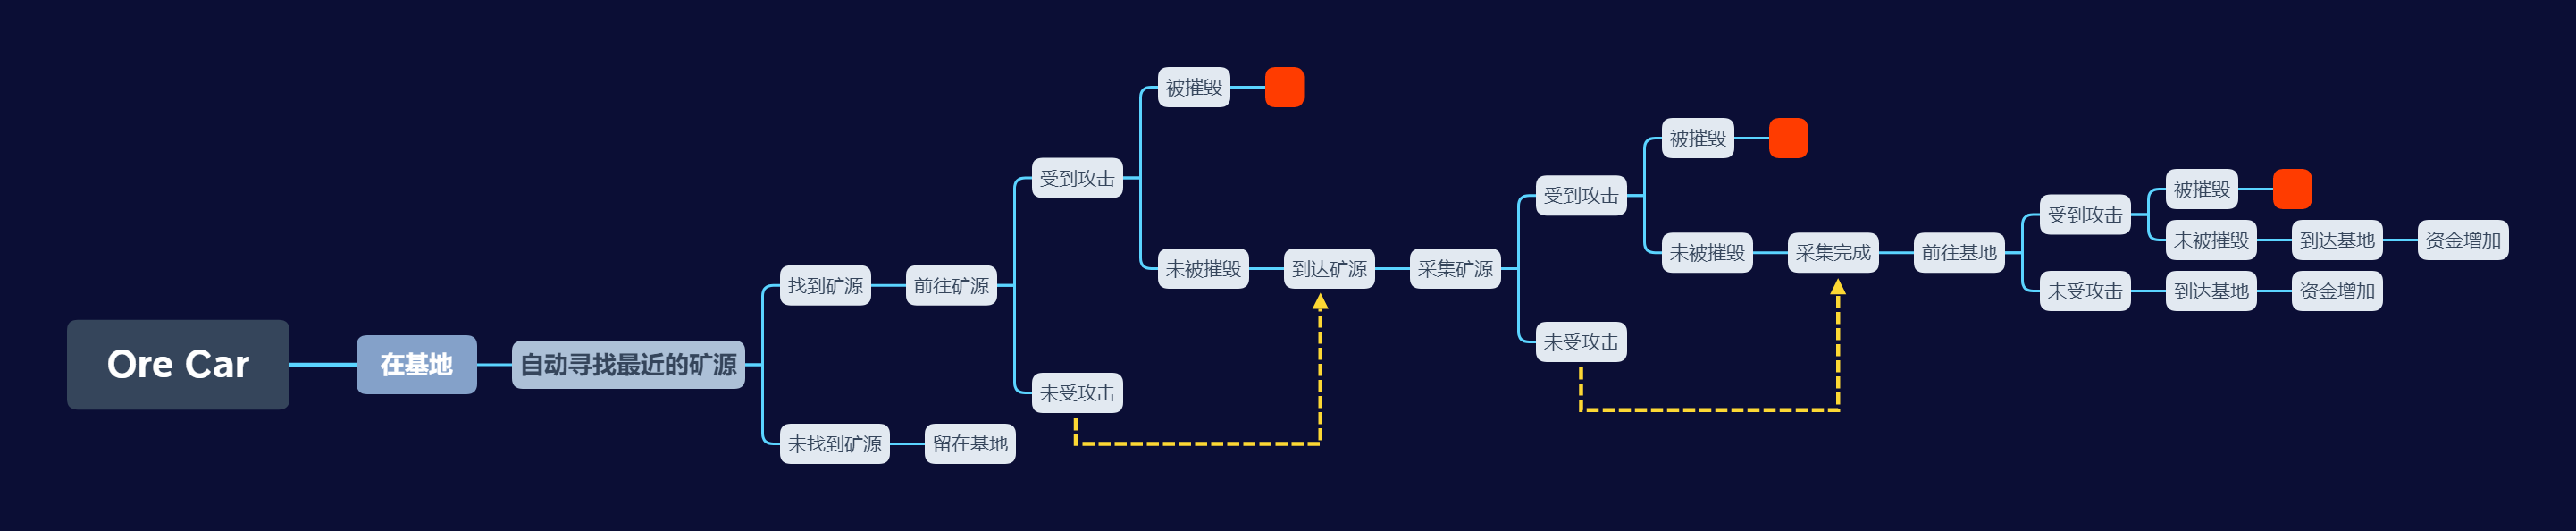 Ore Car
在基地
自动寻找最近的矿源
找到矿源
前往矿源
受到攻击
被摧毁
未被摧毁
到达矿源
采集矿源
受到攻击
被摧毁
未被摧毁
采集完成
前往基地
受到攻击
被摧毁
未被摧毁
到达基地
资金增加
未受攻击
到达基地
资金增加
未受攻击
未受攻击
未找到矿源
留在基地